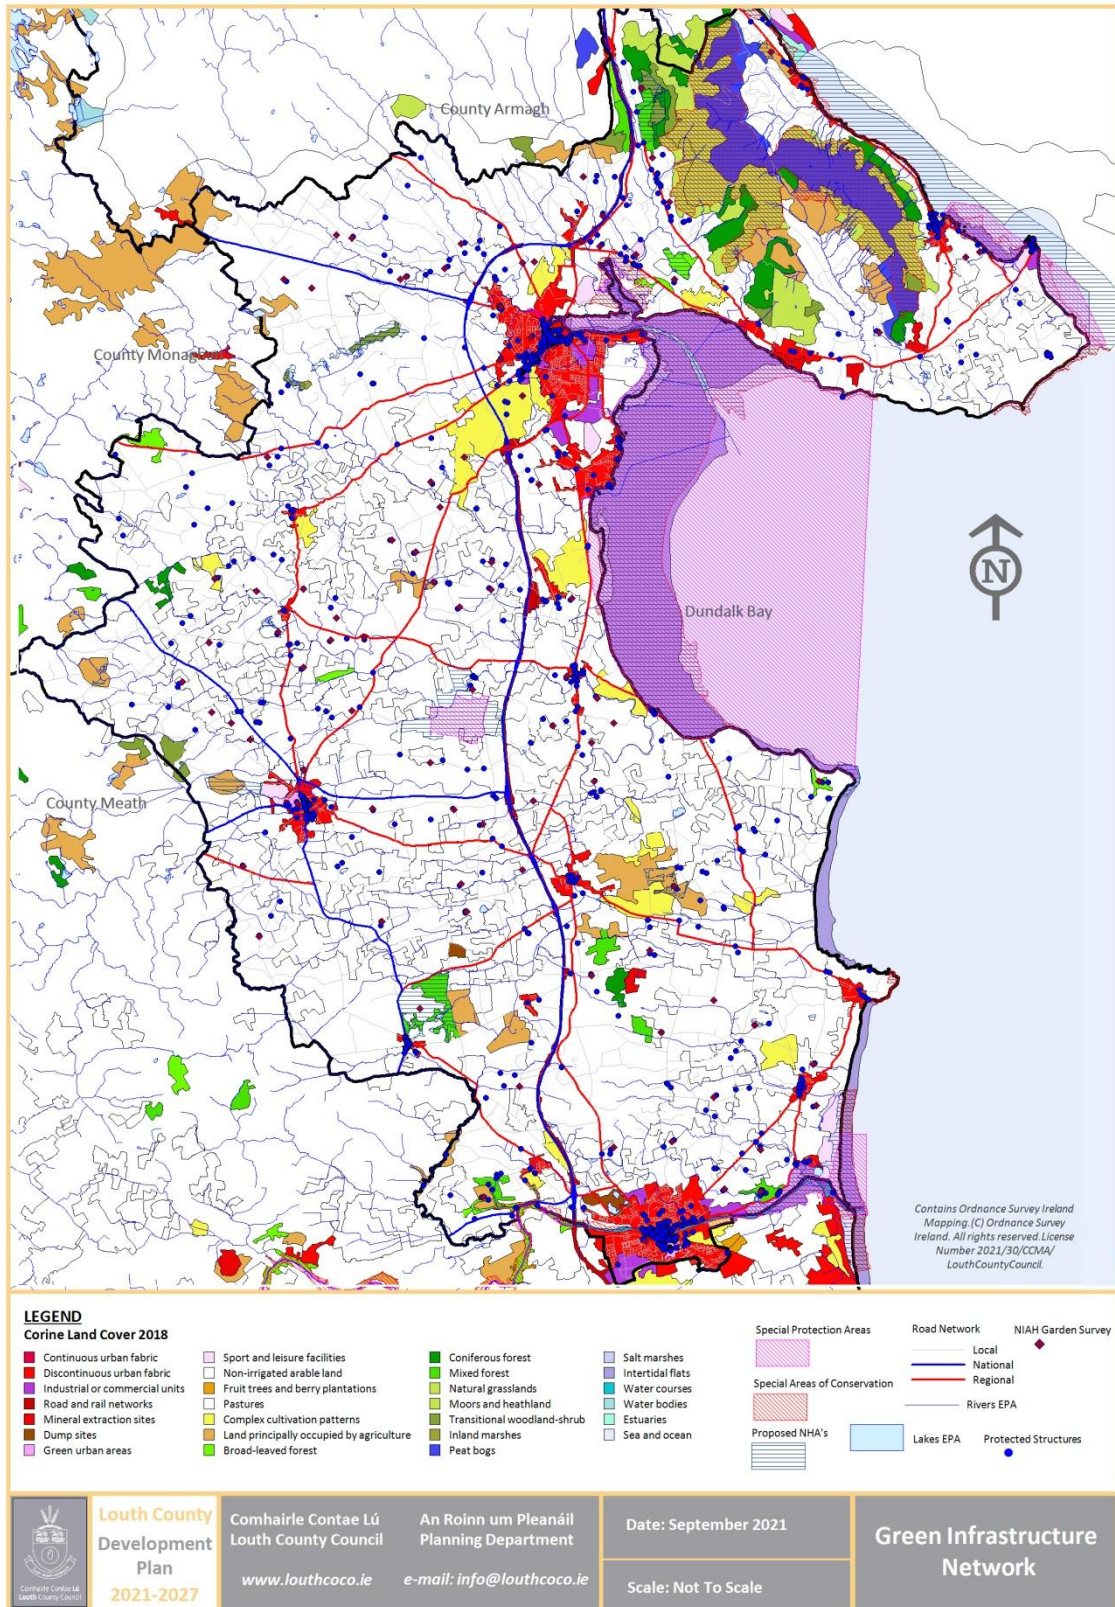 County Armagh
County Monaghan
Dundalk Bay
County Meath
N
Contains Ordnance Survey Ireland
Mapping. (C) Ordnance Survey
Ireland. All rights reserved. License
Number 2021/30/CCMA/
LouthCountyCouncil.
LEGEND
Corine Land Cover 2018
Continuous urban fabric
Discontinuous urban fabric
Industrial or commercial units
Road and rail networks
Mineral extraction sites
Dump sites
Green urban areas
Sport and leisure facilities
Non-irrigated arable land
Fruit trees and berry plantations
Pastures
Complex cultivation patterns
Land principally occupied by agriculture
Broad-leaved forest
Coniferous forest
Mixed forest
Natural grasslands
Moors and heathland
Transitional woodland-shrub
Inland marshes
Peat bogs
Salt marshes
Intertidal flats
Water courses
Water bodies
Estuaries
Sea and ocean
Special Protection Areas
Special Areas of Conservation
Proposed NHA's
Road Network
Local
National
Regional
Rivers EPA
Lakes EPA
NIAH Garden Survey
Protected Structures
Comhairle Contae Lú
Louth County Council
Louth County
Development
Plan
2021-2027
Comhairle Contae Lú
Louth County Council
www.louthcoco.ie
An Roinn um Pleanáil
Planning Department
e-mail: info@louthcoco.ie
Date: September 2021
Scale: Not To Scale
Green Infrastructure
Network